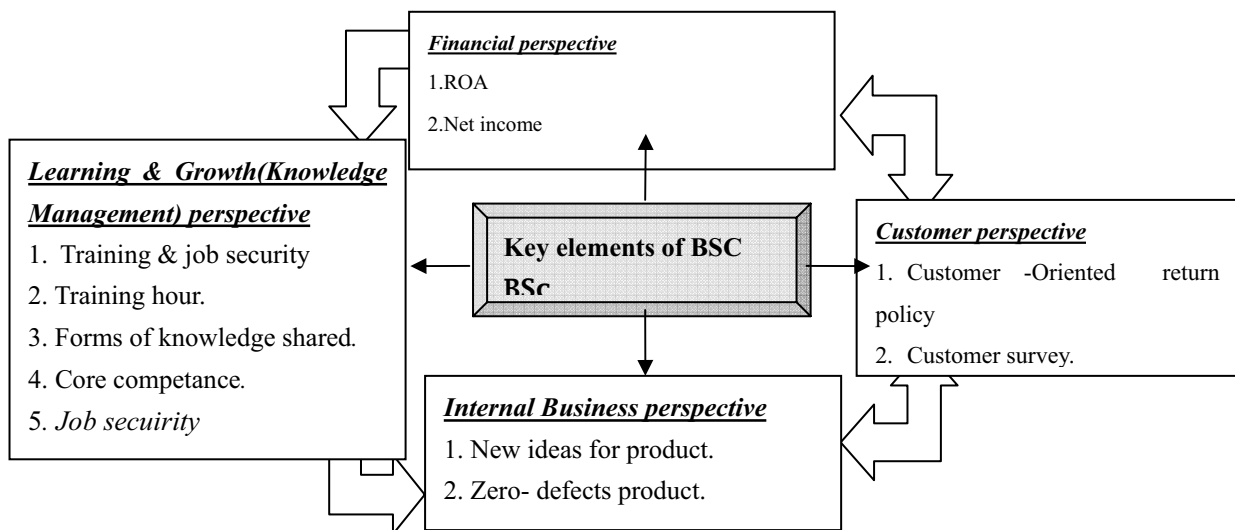 Financial perspective
1.ROA
2.Net income
Learning & Growth(Knowledge
Management) perspective
1. Training & job security
2. Training hour.
3. Forms of knowledge shared.
4. Core competance.
5. Job secuirity
Key elements of BSC
BSc
Customer perspective
1. Customer -Oriented return
policy
2. Customer survey.
Internal Business perspective
1. New ideas for product.
2. Zero- defects product.